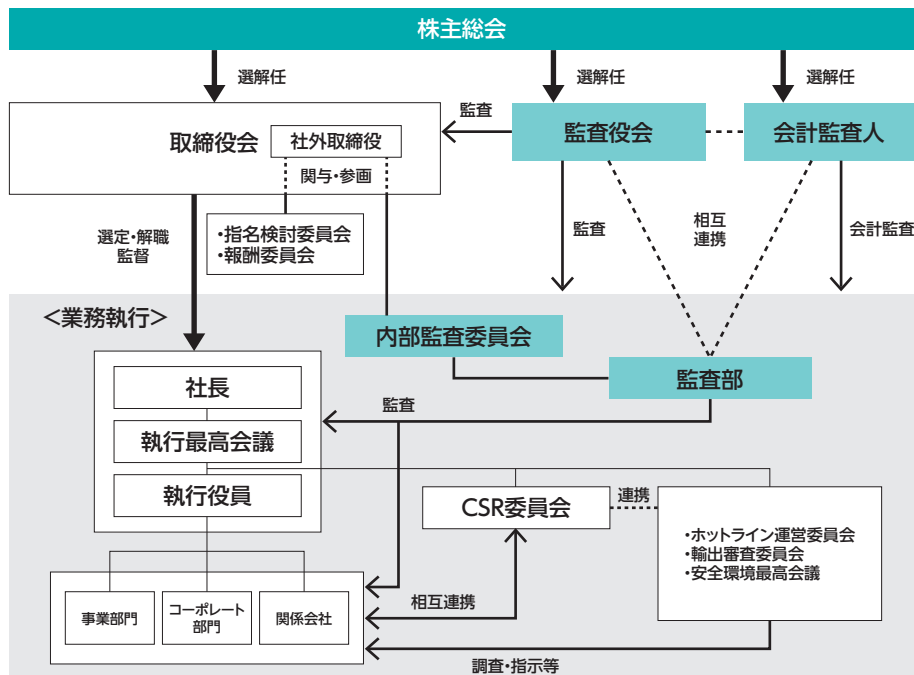 株主総会
選解任
選解任
選解任
取締役会
社外取締役
関与・参画
監査
監査役会
会計監査人
選定・解職
監督
・指名検討委員会
・報酬委員会
監査
相互
連携
会計監査
＜業務執行＞
内部監査委員会
監査部
社長
執行最高会議
執行役員
監査
CSR委員会
連携
・ホットライン運営委員会
・輸出審査委員会
・安全環境最高会議
事業部門
コーポレート
部門
関係会社
相互連携
調査・指示等